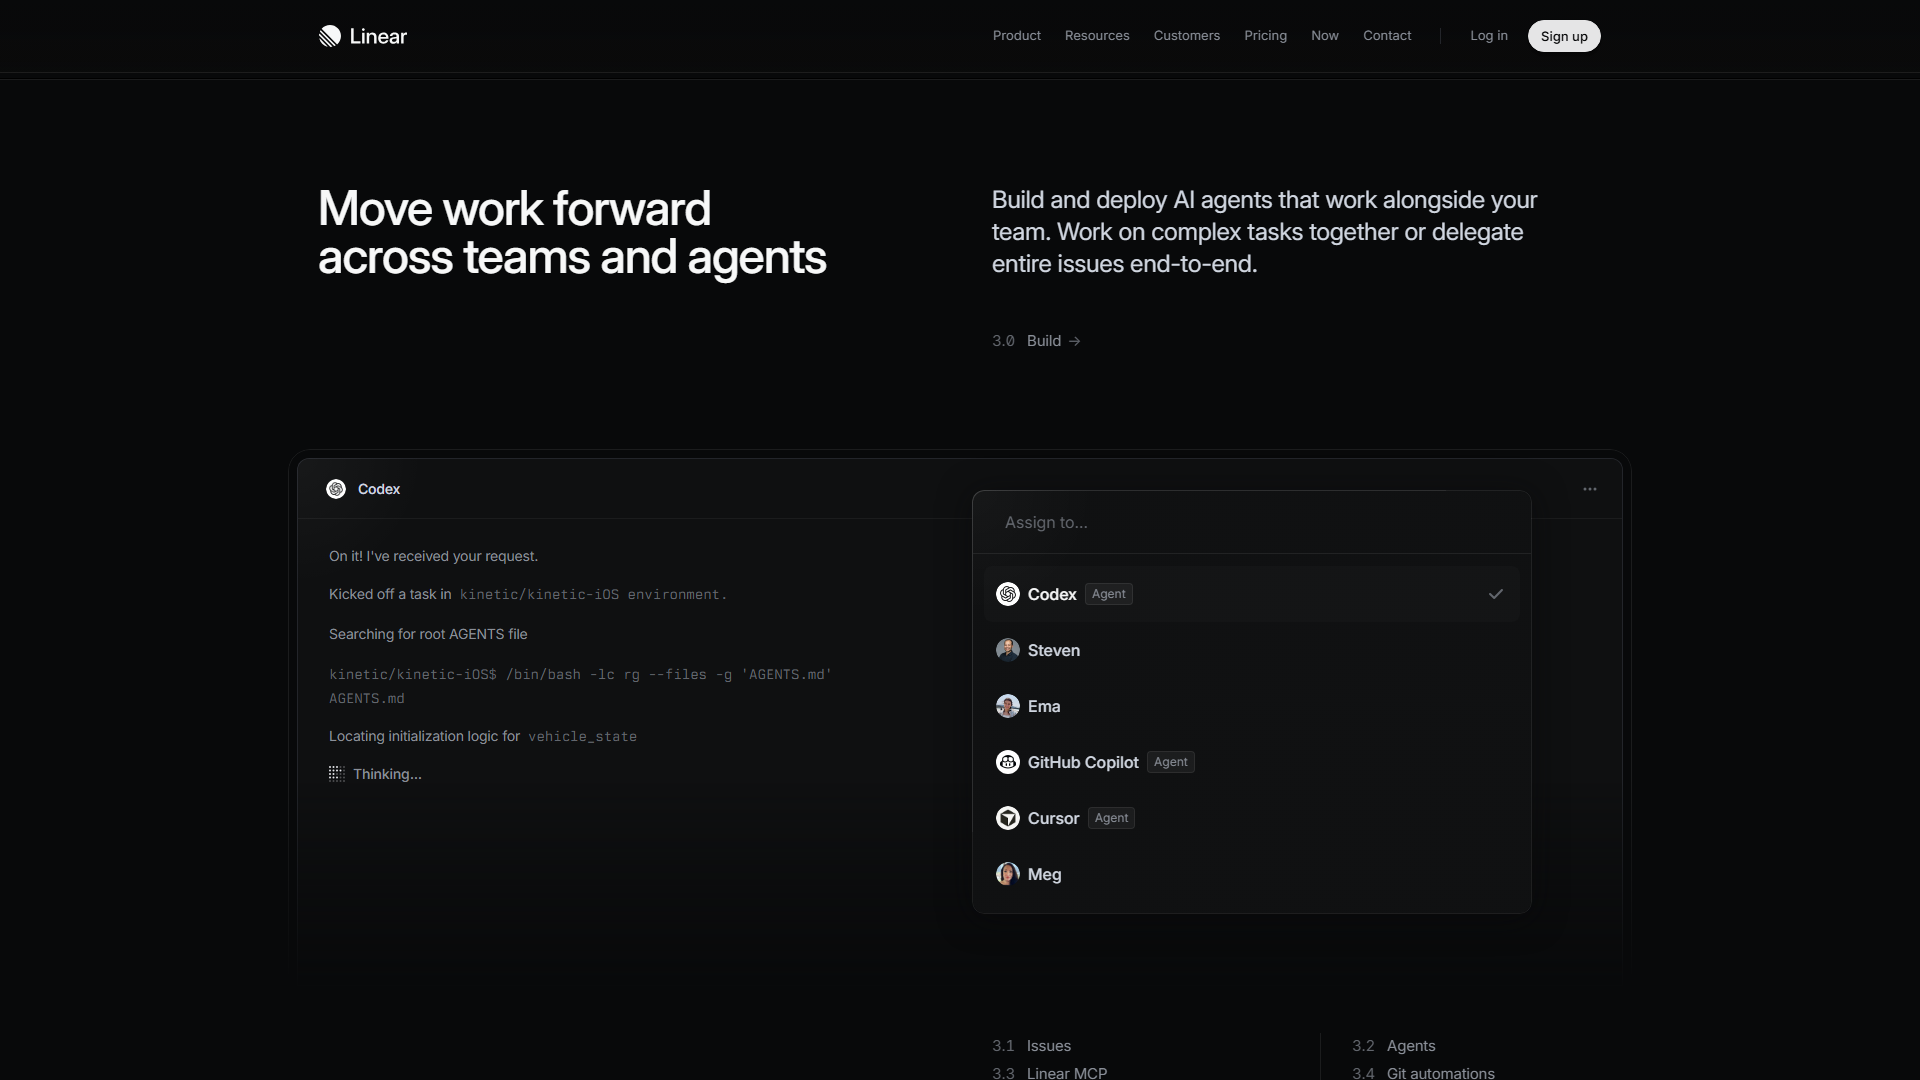 Linear
Product
Resources
Customers
Pricing
Now
Contact
Log in
Sign up
Move work forward
across teams and agents
Build and deploy AI agents that work alongside your
team. Work on complex tasks together or delegate
entire issues end-to-end.
3.0 Build →
Codex
On it! I've received your request.
Kicked off a task in kinetic/kinetic-iOS environment.
Searching for root AGENTS file
kinetic/kinetic-iOS$ /bin/bash -lc rg --files -g 'AGENTS.md'
AGENTS.md
Locating initialization logic for vehicle_state
Thinking...
Assign to...
Codex Agent
Steven
Ema
GitHub Copilot Agent
Cursor Agent
Meg
3.1 Issues
3.2 Agents
3.3 Linear MCP
3.4 Git automations